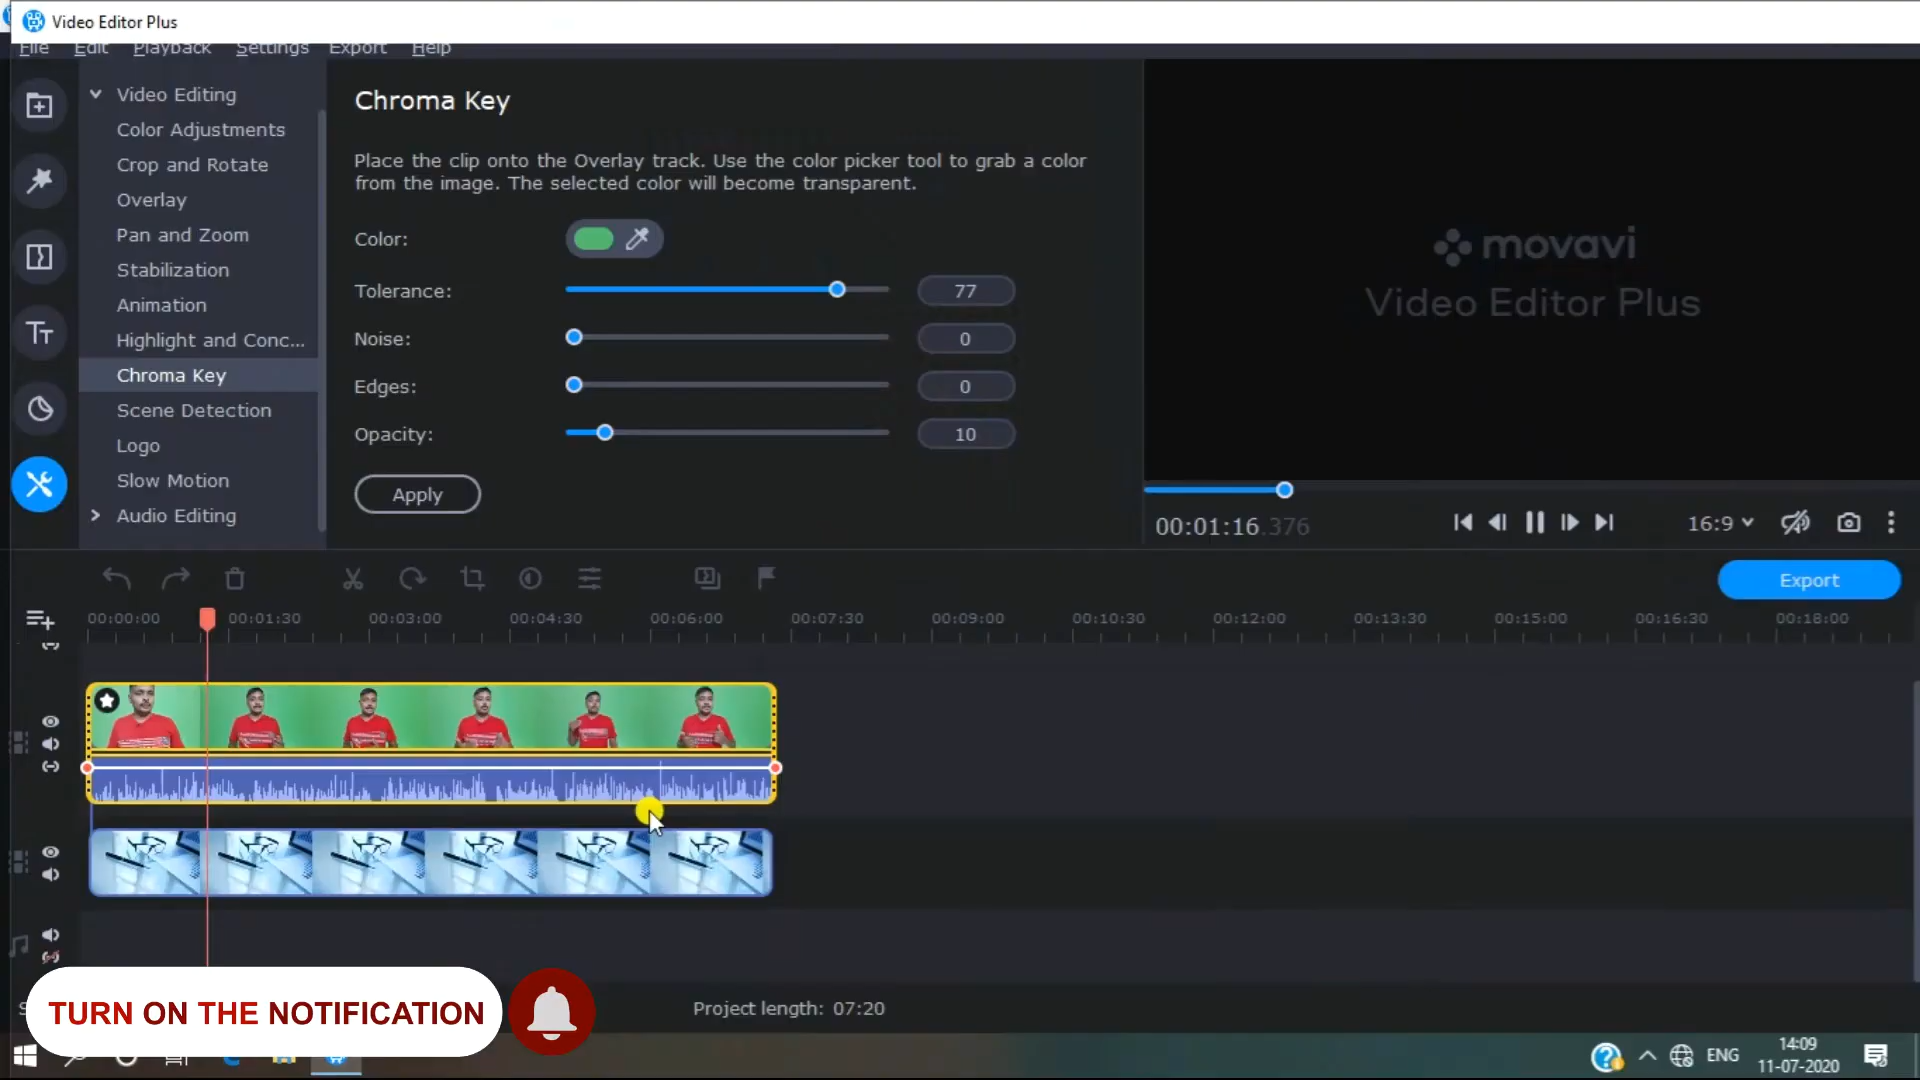 Video Editor Plus
File Edit Playback Settings Export Help
Video Editing
Color Adjustments
Crop and Rotate
Overlay
Pan and Zoom
Stabilization
Animation
Highlight and Conc...
Chroma Key
Scene Detection
Logo
Slow Motion
Audio Editing
Chroma Key
Place the clip onto the Overlay track. Use the color picker tool to grab a color
from the image. The selected color will become transparent.
Color:
Tolerance: 77
Noise: 0
Edges: 0
Opacity: 10
Apply
movavi
Video Editor Plus
00:01:16.376
16:9
Export
00:00:00 00:01:30 00:03:00 00:04:30 00:06:00 00:07:30 00:09:00 00:10:30 00:12:00 00:13:30 00:15:00 00:16:30 00:18:00
TURN ON THE NOTIFICATION
Project length: 07:20
ENG
14:09
11-07-2020